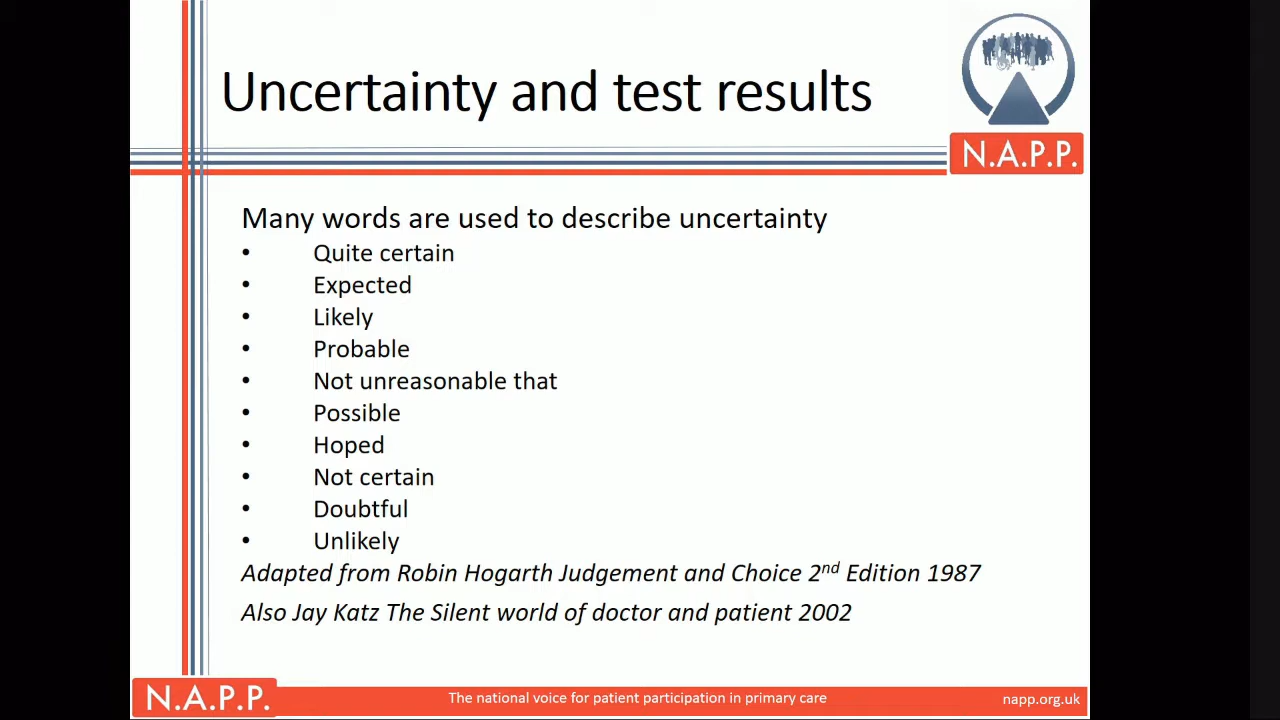 Uncertainty and test results
N.A.P.P.
Many words are used to describe uncertainty
• Quite certain
• Expected
• Likely
• Probable
• Not unreasonable that
• Possible
• Hoped
• Not certain
• Doubtful
• Unlikely
Adapted from Robin Hogarth Judgement and Choice 2nd Edition 1987
Also Jay Katz The Silent world of doctor and patient 2002
N.A.P.P.
The national voice for patient participation in primary care
napp.org.uk